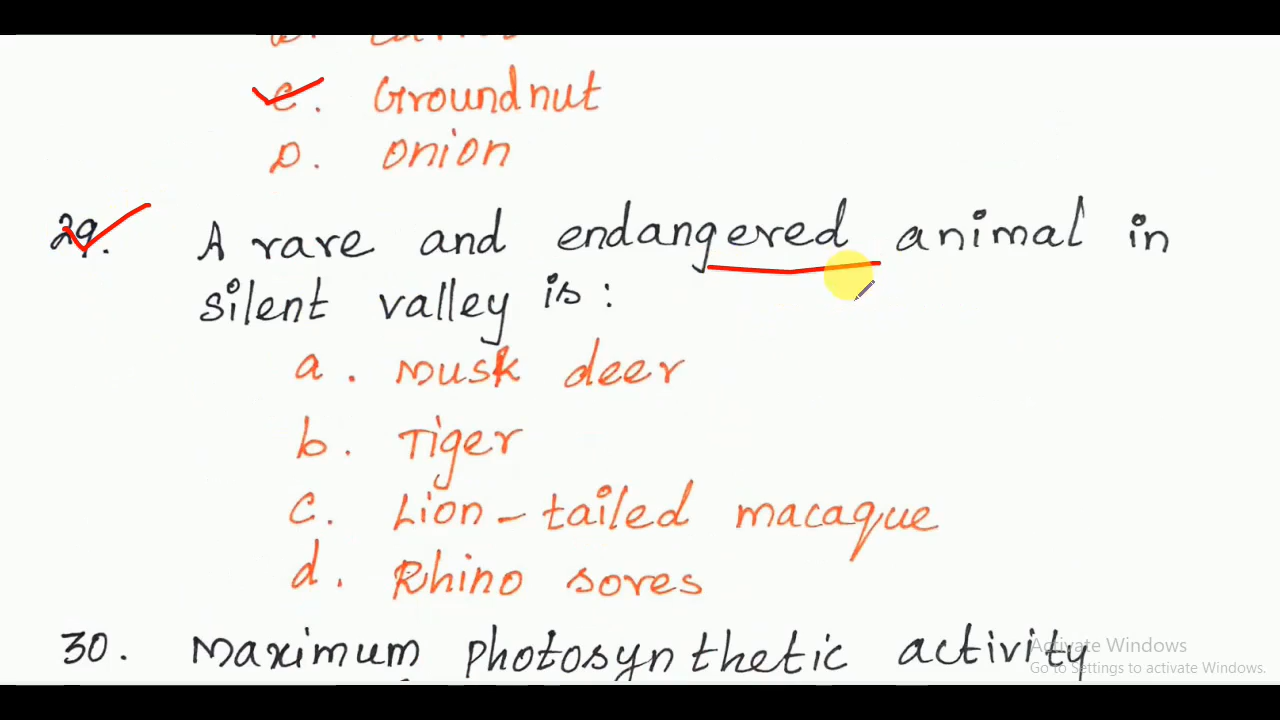 C. Groundnut
D. Onion
29. A rare and endangered animal in
silent valley is:
a. Musk deer
b. Tiger
c. Lion-tailed macaque
d. Rhino sores
30. Maximum photosynthetic activity
Activate Windows
Go to Settings to activate Windows.